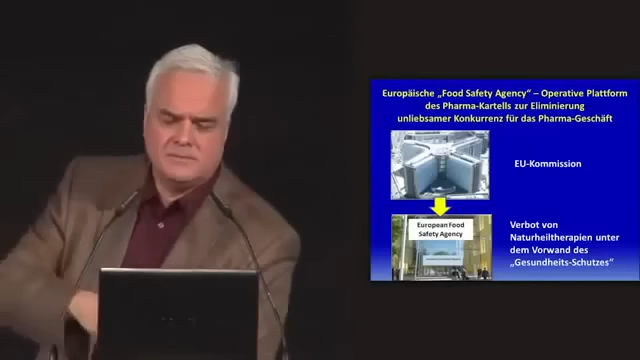 Europäische „Food Safety Agency“ – Operative Plattform
des Pharma-Kartells zur Eliminierung
unliebsamer Konkurrenz für das Pharma-Geschäft
EU-Kommission
European Food
Safety Agency
Verbot von
Naturheiltherapien unter
dem Vorwand des
„Gesundheits-Schutzes“